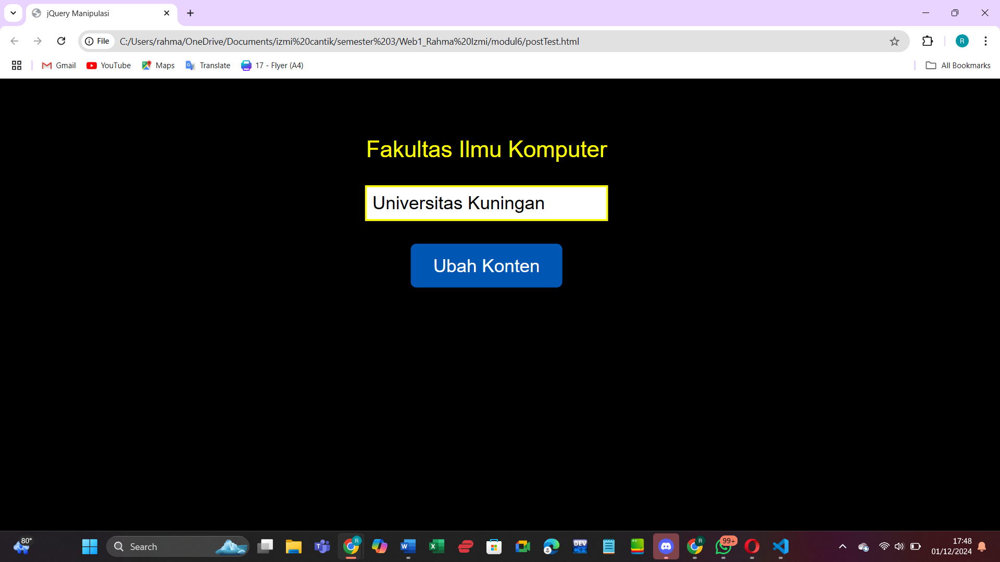 jQuery Manipulasi
File
C:/Users/rahma/OneDrive/Documents/izmi%20cantik/semester%203/Web1_Rahma%20Izmi/modul6/postTest.html
R
Gmail
YouTube
Maps
Translate
17 - Flyer (A4)
All Bookmarks
Fakultas Ilmu Komputer
Universitas Kuningan
Ubah Konten
80°
Search
R
DEV
R
99+
17:48
01/12/2024